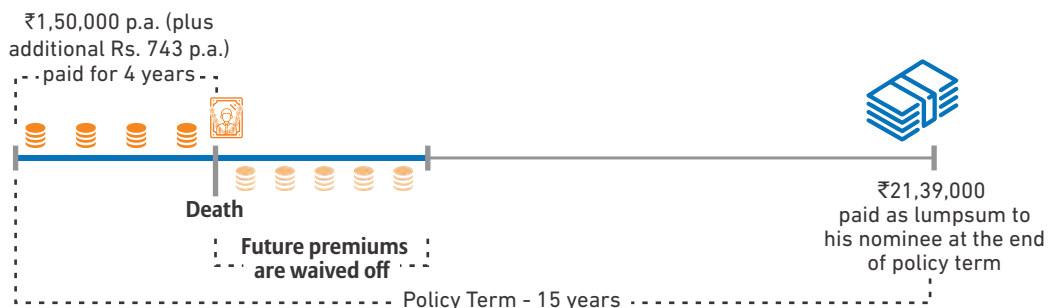 ₹1,50,000 p.a. (plus
additional Rs. 743 p.a.)
paid for 4 years
Death
Future premiums
are waived off
₹21,39,000
paid as lumpsum to
his nominee at the end
of policy term
Policy Term - 15 years